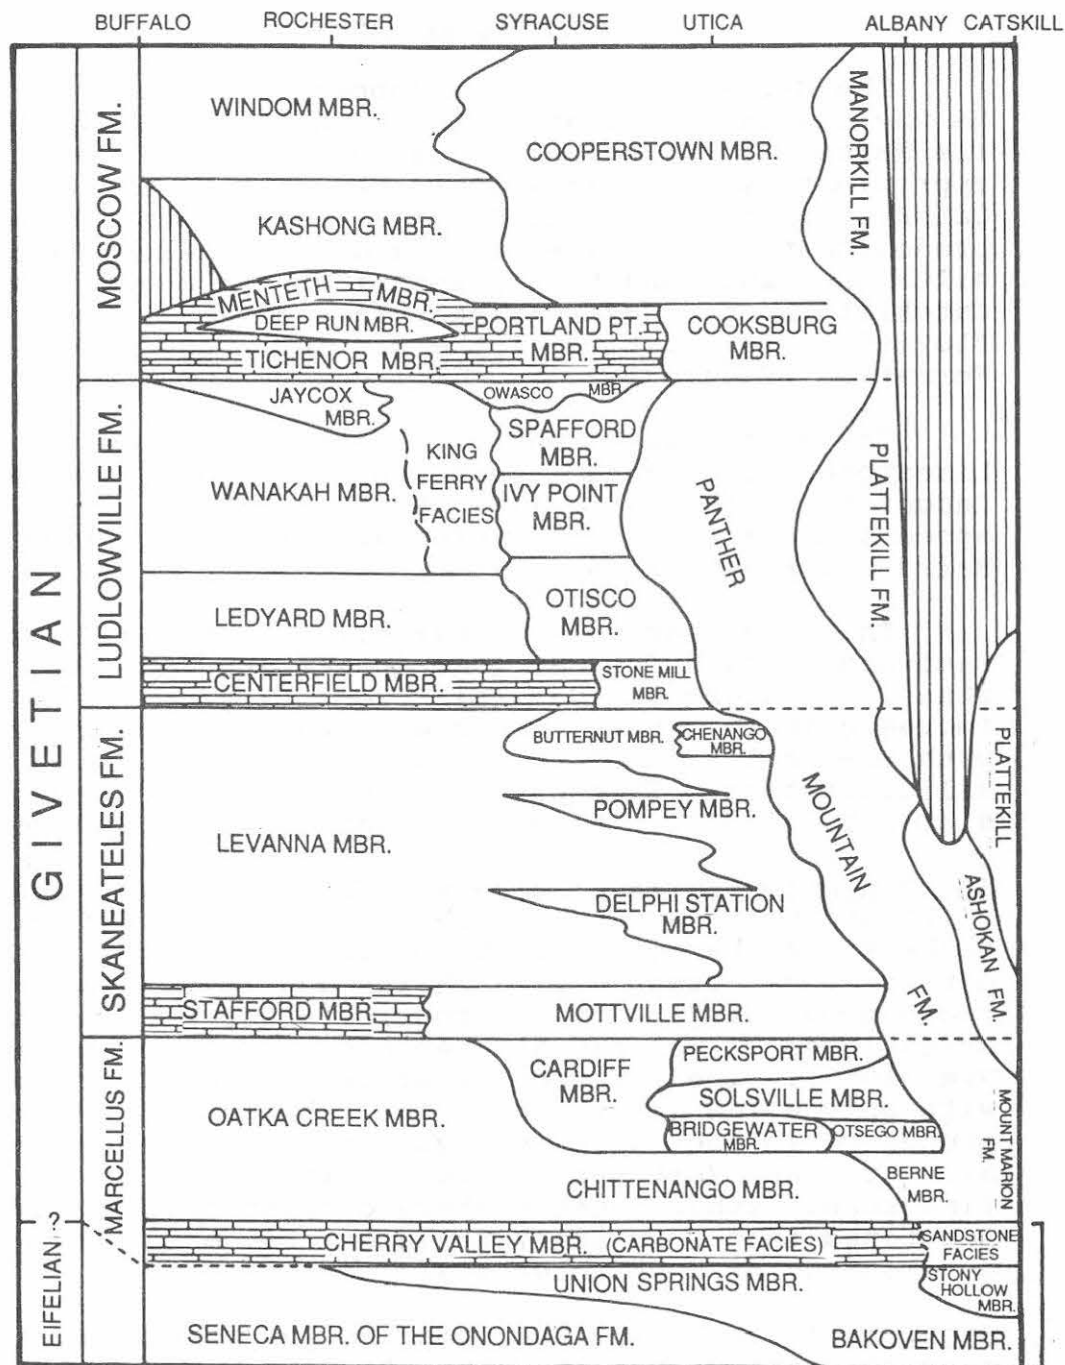 BUFFALO ROCHESTER SYRACUSE UTICA ALBANY CATSKILL
GIVETIAN
EIFELIAN
?
MOSCOW FM.
LUDLOWVILLE FM.
SKANEATELES FM.
MARCELLUS FM.
WINDOM MBR.
COOPERSTOWN MBR.
MANORKILL FM.
KASHONG MBR.
MENTETH MBR.
DEEP RUN MBR.
TICHENOR MBR.
PORTLAND PT.
MBR.
COOKSBURG
MBR.
JAYCOX
MBR.
OWASCO MBR.
SPAFFORD
MBR.
KING
FERRY
FACIES
WANAKAH MBR.
IVY POINT
MBR.
PANTHER
MOUNTAIN
FM.
PLATTEKILL FM.
LEDYARD MBR.
OTISCO
MBR.
CENTERFIELD MBR.
STONE MILL
MBR.
BUTTERNUT MBR.
CHENANGO
MBR.
PLATTEKILL
POMPEY MBR.
LEVANNA MBR.
DELPHI STATION
MBR.
ASHOKAN FM.
STAFFORD MBR
MOTTVILLE MBR.
CARDIFF
MBR.
PECKSPORT MBR.
SOLSVILLE MBR.
OATKA CREEK MBR.
BRIDGEWATER
MBR.
OTSEGO MBR.
MOUNT MARION
FM.
CHITTENANGO MBR.
BERNE
MBR.
CHERRY VALLEY MBR. (CARBONATE FACIES)
SANDSTONE
FACIES
UNION SPRINGS MBR.
STONY
HOLLOW
MBR.
SENECA MBR. OF THE ONONDAGA FM.
BAKOVEN MBR.